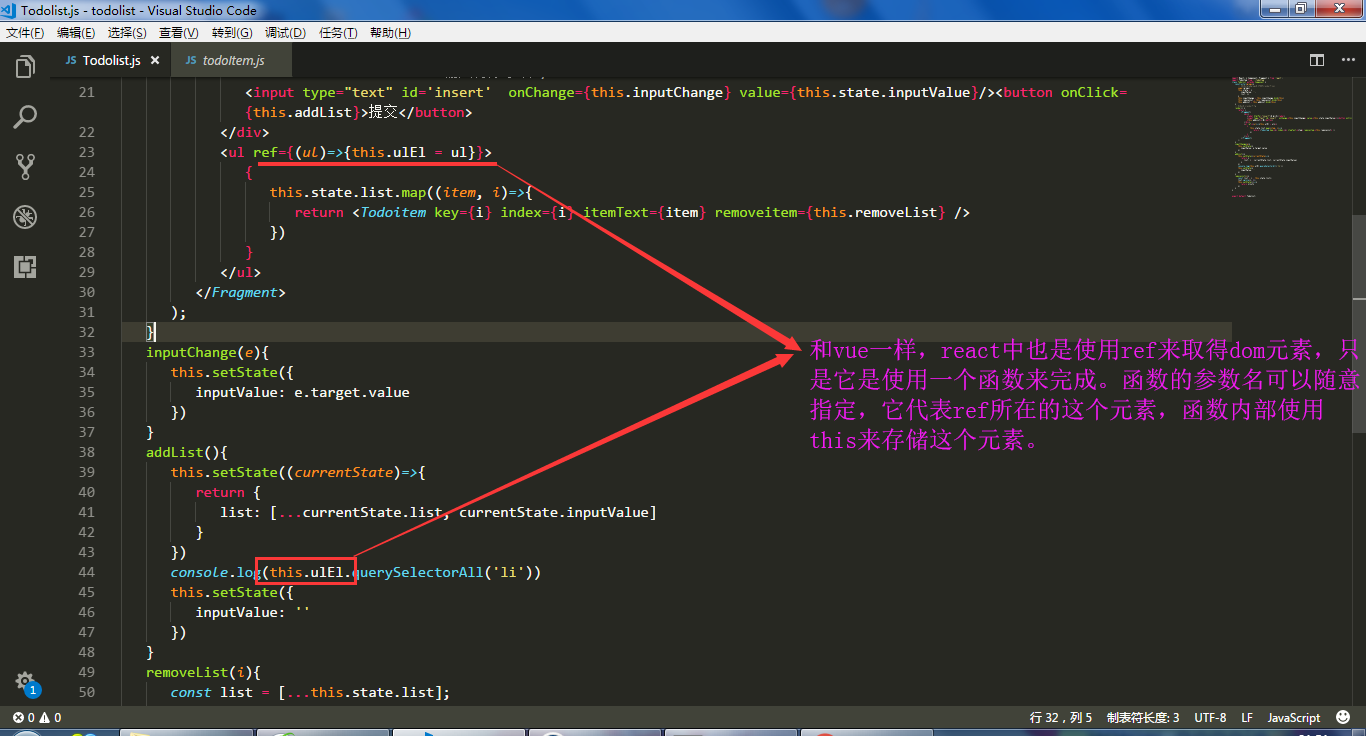 Todolist.js - todolist - Visual Studio Code
文件(F) 编辑(E) 选择(S) 查看(V) 转到(G) 调试(D) 任务(T) 帮助(H)
JS Todolist.js × JS todoItem.js
21 <input type="text" id='insert' onChange={this.inputChange} value={this.state.inputValue}/><button onClick=
{this.addList}>提交</button>
22 </div>
23 <ul ref={(ul)=>{this.ulEl = ul}}>
24 {
25 this.state.list.map((item, i)=>{
26 return <Todoitem key={i} index={i} itemText={item} removeitem={this.removeList} />
27 })
28 }
29 </ul>
30 </Fragment>
31 );
32 }
33 inputChange(e){
34 this.setState({
35 inputValue: e.target.value
36 })
37 }
38 addList(){
39 this.setState((currentState)=>{
40 return {
41 list: [...currentState.list, currentState.inputValue]
42 }
43 })
44 console.log(this.ulEl.querySelectorAll('li'))
45 this.setState({
46 inputValue: ''
47 })
48 }
49 removeList(i){
50 const list = [...this.state.list];
和vue一样，react中也是使用ref来取得dom元素，只
是它是使用一个函数来完成。函数的参数名可以随意
指定，它代表ref所在的这个元素，函数内部使用
this来存储这个元素。
1
0 0 行 32，列 5 制表符长度: 3 UTF-8 LF JavaScript